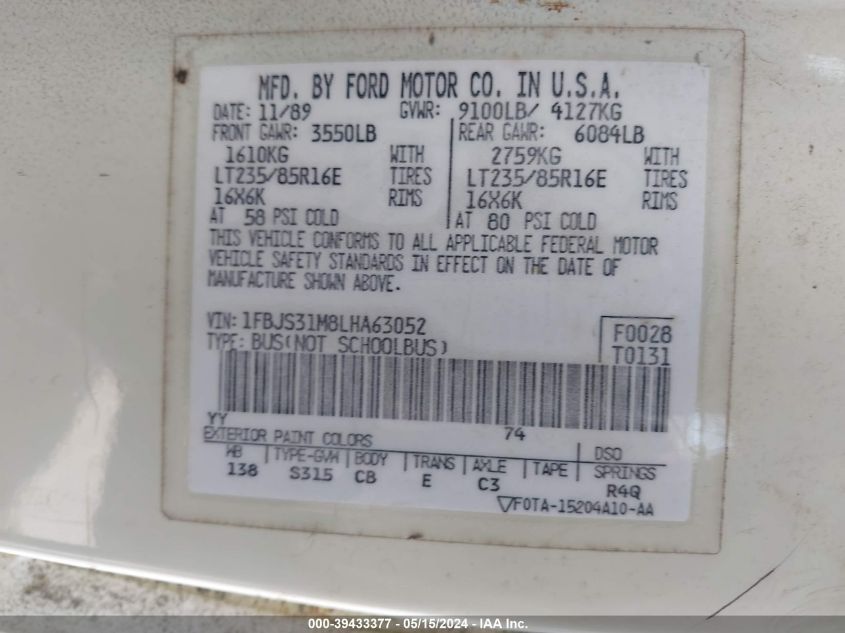 MFD. BY FORD MOTOR CO. IN U.S.A.
DATE: 11/89 GVWR: 9100LB/ 4127KG
FRONT GAWR: 3550LB REAR GAWR: 6084LB
1610KG WITH 2759KG WITH
LT235/85R16E TIRES LT235/85R16E TIRES
16X6K RIMS 16X6K RIMS
AT 58 PSI COLD AT 80 PSI COLD
THIS VEHICLE CONFORMS TO ALL APPLICABLE FEDERAL MOTOR
VEHICLE SAFETY STANDARDS IN EFFECT ON THE DATE OF
MANUFACTURE SHOWN ABOVE.
VIN: 1FBJS31M8LHA63052 F0028
TYPE: BUS(NOT SCHOOLBUS) T0131
YY 74
EXTERIOR PAINT COLORS DSO
WB TYPE-GVW BODY TRANS AXLE TAPE SPRINGS
138 S315 CB E C3 R4Q
F0TA-15204A10-AA
000-39433377 - 05/15/2024 - IAA Inc.